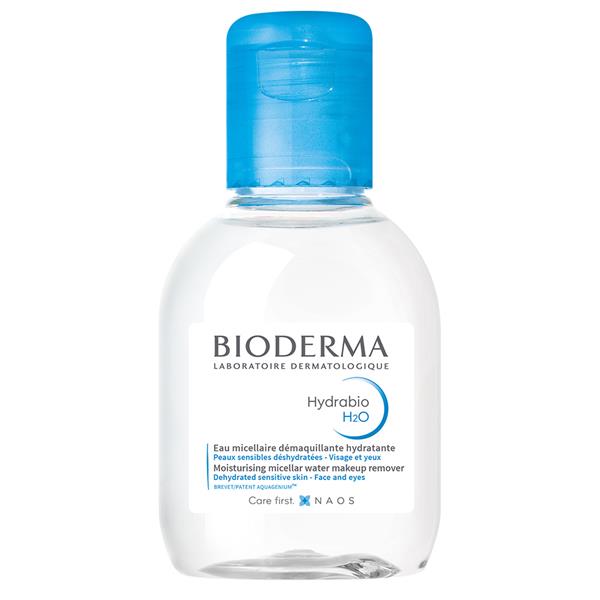 BIODERMA
LABORATOIRE DERMATOLOGIQUE
Hydrabio
H2O
Eau micellaire démaquillante hydratante
Peaux sensibles déshydratées - Visage et yeux
Moisturising micellar water makeup remover
Dehydrated sensitive skin - Face and eyes
BREVET/PATENT AQUAGENIUM™
Care first. NAOS